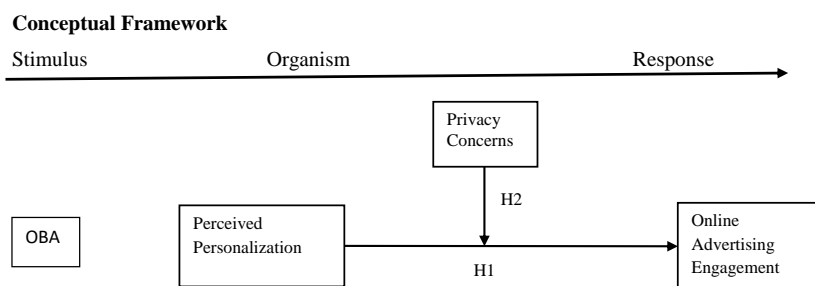 Conceptual Framework
Stimulus Organism Response
Privacy
Concerns
H2
OBA
Perceived
Personalization
Online
Advertising
Engagement
H1